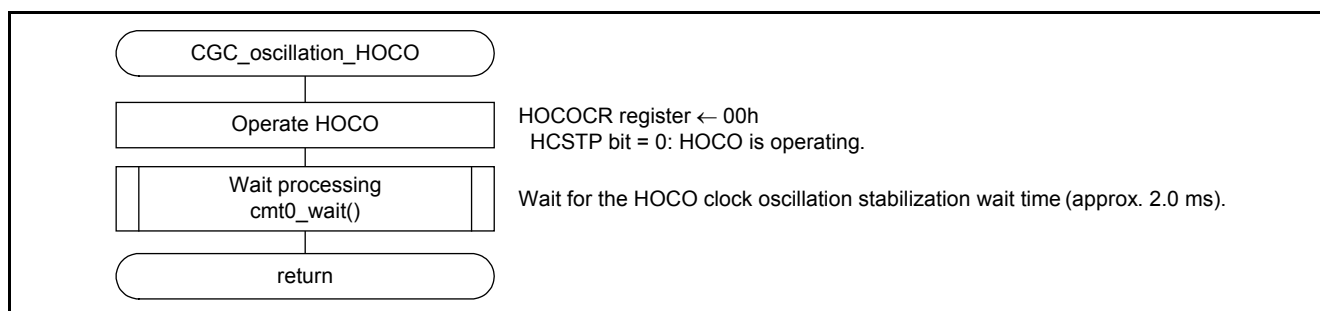 CGC_oscillation_HOCO
Operate HOCO
HOCOCR register ← 00h
HCSTP bit = 0: HOCO is operating.
Wait processing
cmt0_wait()
Wait for the HOCO clock oscillation stabilization wait time (approx. 2.0 ms).
return